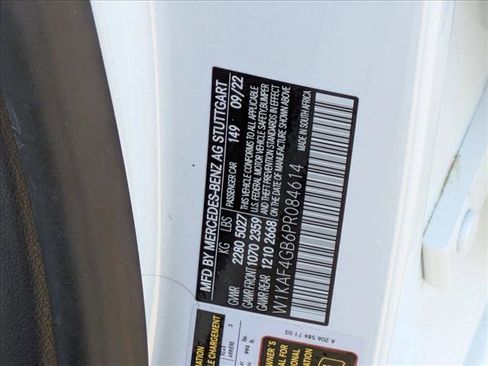 MFD BY MERCEDES-BENZ AG STUTTGART
PASSENGER CAR 149 09/22
KG LBS
GVWR 2280 5027
GAWR FRONT 1070 2359
GAWR REAR 1210 2668
THIS VEHICLE CONFORMS TO ALL APPLICABLE
U.S. FEDERAL MOTOR VEHICLE SAFETY, BUMPER
AND THEFT PREVENTION STANDARDS IN EFFECT
ON THE DATE OF MANUFACTURE SHOWN ABOVE
MADE IN SOUTH AFRICA
W1KAF4GB6PR084614
A 206 584 71 03
ARRIÈRE 3
CHARGEMENT